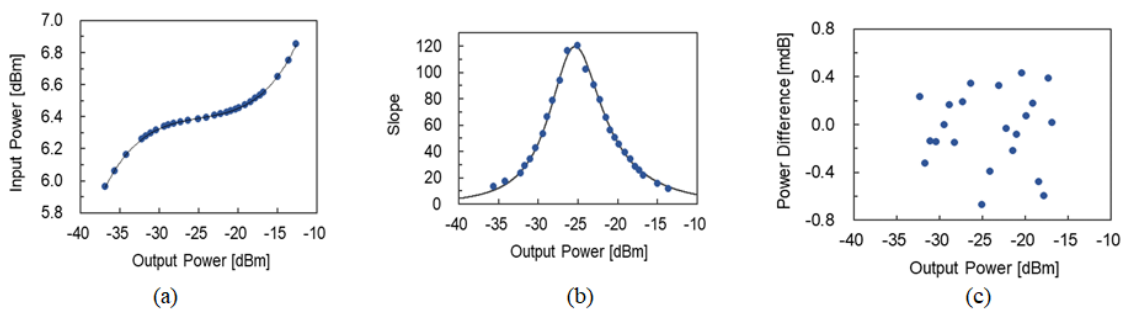 Input Power [dBm]
7.0
6.8
6.6
6.4
6.2
6.0
5.8
-40 -35 -30 -25 -20 -15 -10
Output Power [dBm]
(a)
Slope
120
100
80
60
40
20
0
-40 -35 -30 -25 -20 -15 -10
Output Power [dBm]
(b)
Power Difference [mdB]
0.8
0.4
0.0
-0.4
-0.8
-40 -35 -30 -25 -20 -15 -10
Output Power [dBm]
(c)